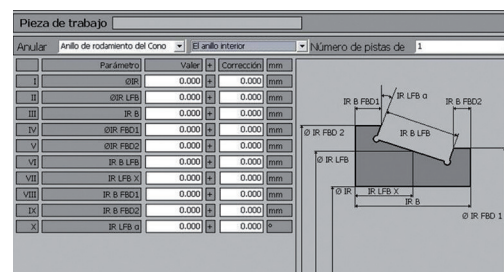 Pieza de trabajo
Anular Anillo de rodamiento del Cono El anillo interior Número de pistas de 1
Parámetro Valer + Corrección mm
I ØIR 0.000 + 0.000 mm
II ØIR LFB 0.000 + 0.000 mm
III IR B 0.000 + 0.000 mm
IV ØIR FBD1 0.000 + 0.000 mm
V ØIR FBD2 0.000 + 0.000 mm
VI IR B LFB 0.000 + 0.000 mm
VII IR LFB X 0.000 + 0.000 mm
VIII IR B FBD1 0.000 + 0.000 mm
IX IR B FBD2 0.000 + 0.000 mm
X IR LFB α 0.000 + 0.000 °
IR LFB α
IR B FBD1 IR B FBD2
Ø IR FBD 2 IR B LFB
Ø IR LFB
Ø IR IR LFB X
IR B
Ø IR FBD 1